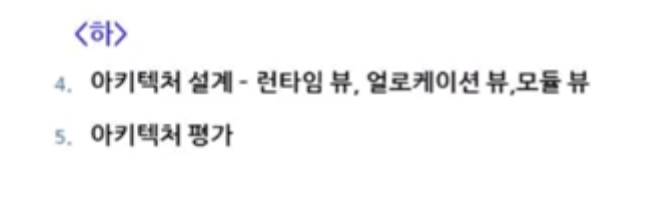 <하>
4. 아키텍처 설계 - 런타임 뷰, 얼로케이션 뷰,모듈 뷰
5. 아키텍처 평가